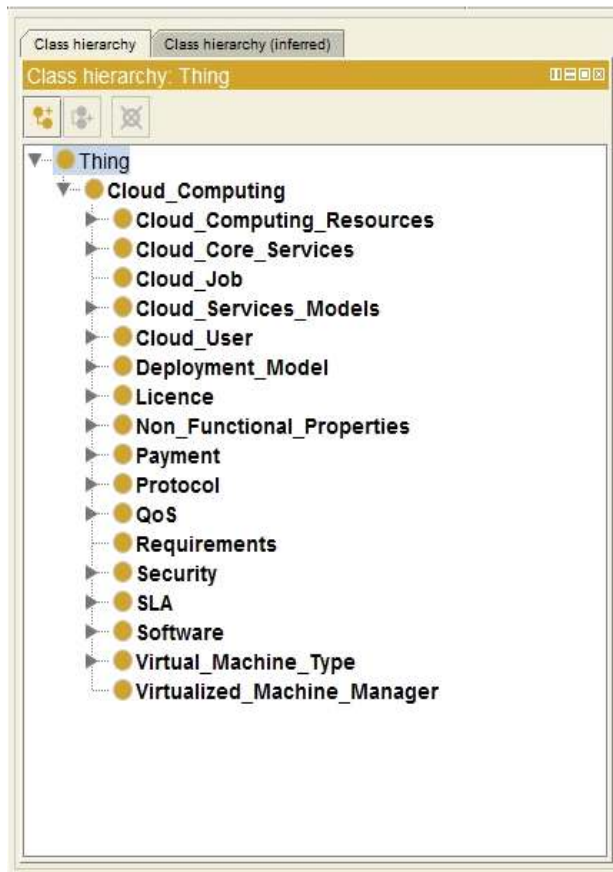 Class hierarchy Class hierarchy (inferred)
Class hierarchy: Thing
Thing
Cloud_Computing
Cloud_Computing_Resources
Cloud_Core_Services
Cloud_Job
Cloud_Services_Models
Cloud_User
Deployment_Model
Licence
Non_Functional_Properties
Payment
Protocol
QoS
Requirements
Security
SLA
Software
Virtual_Machine_Type
Virtualized_Machine_Manager